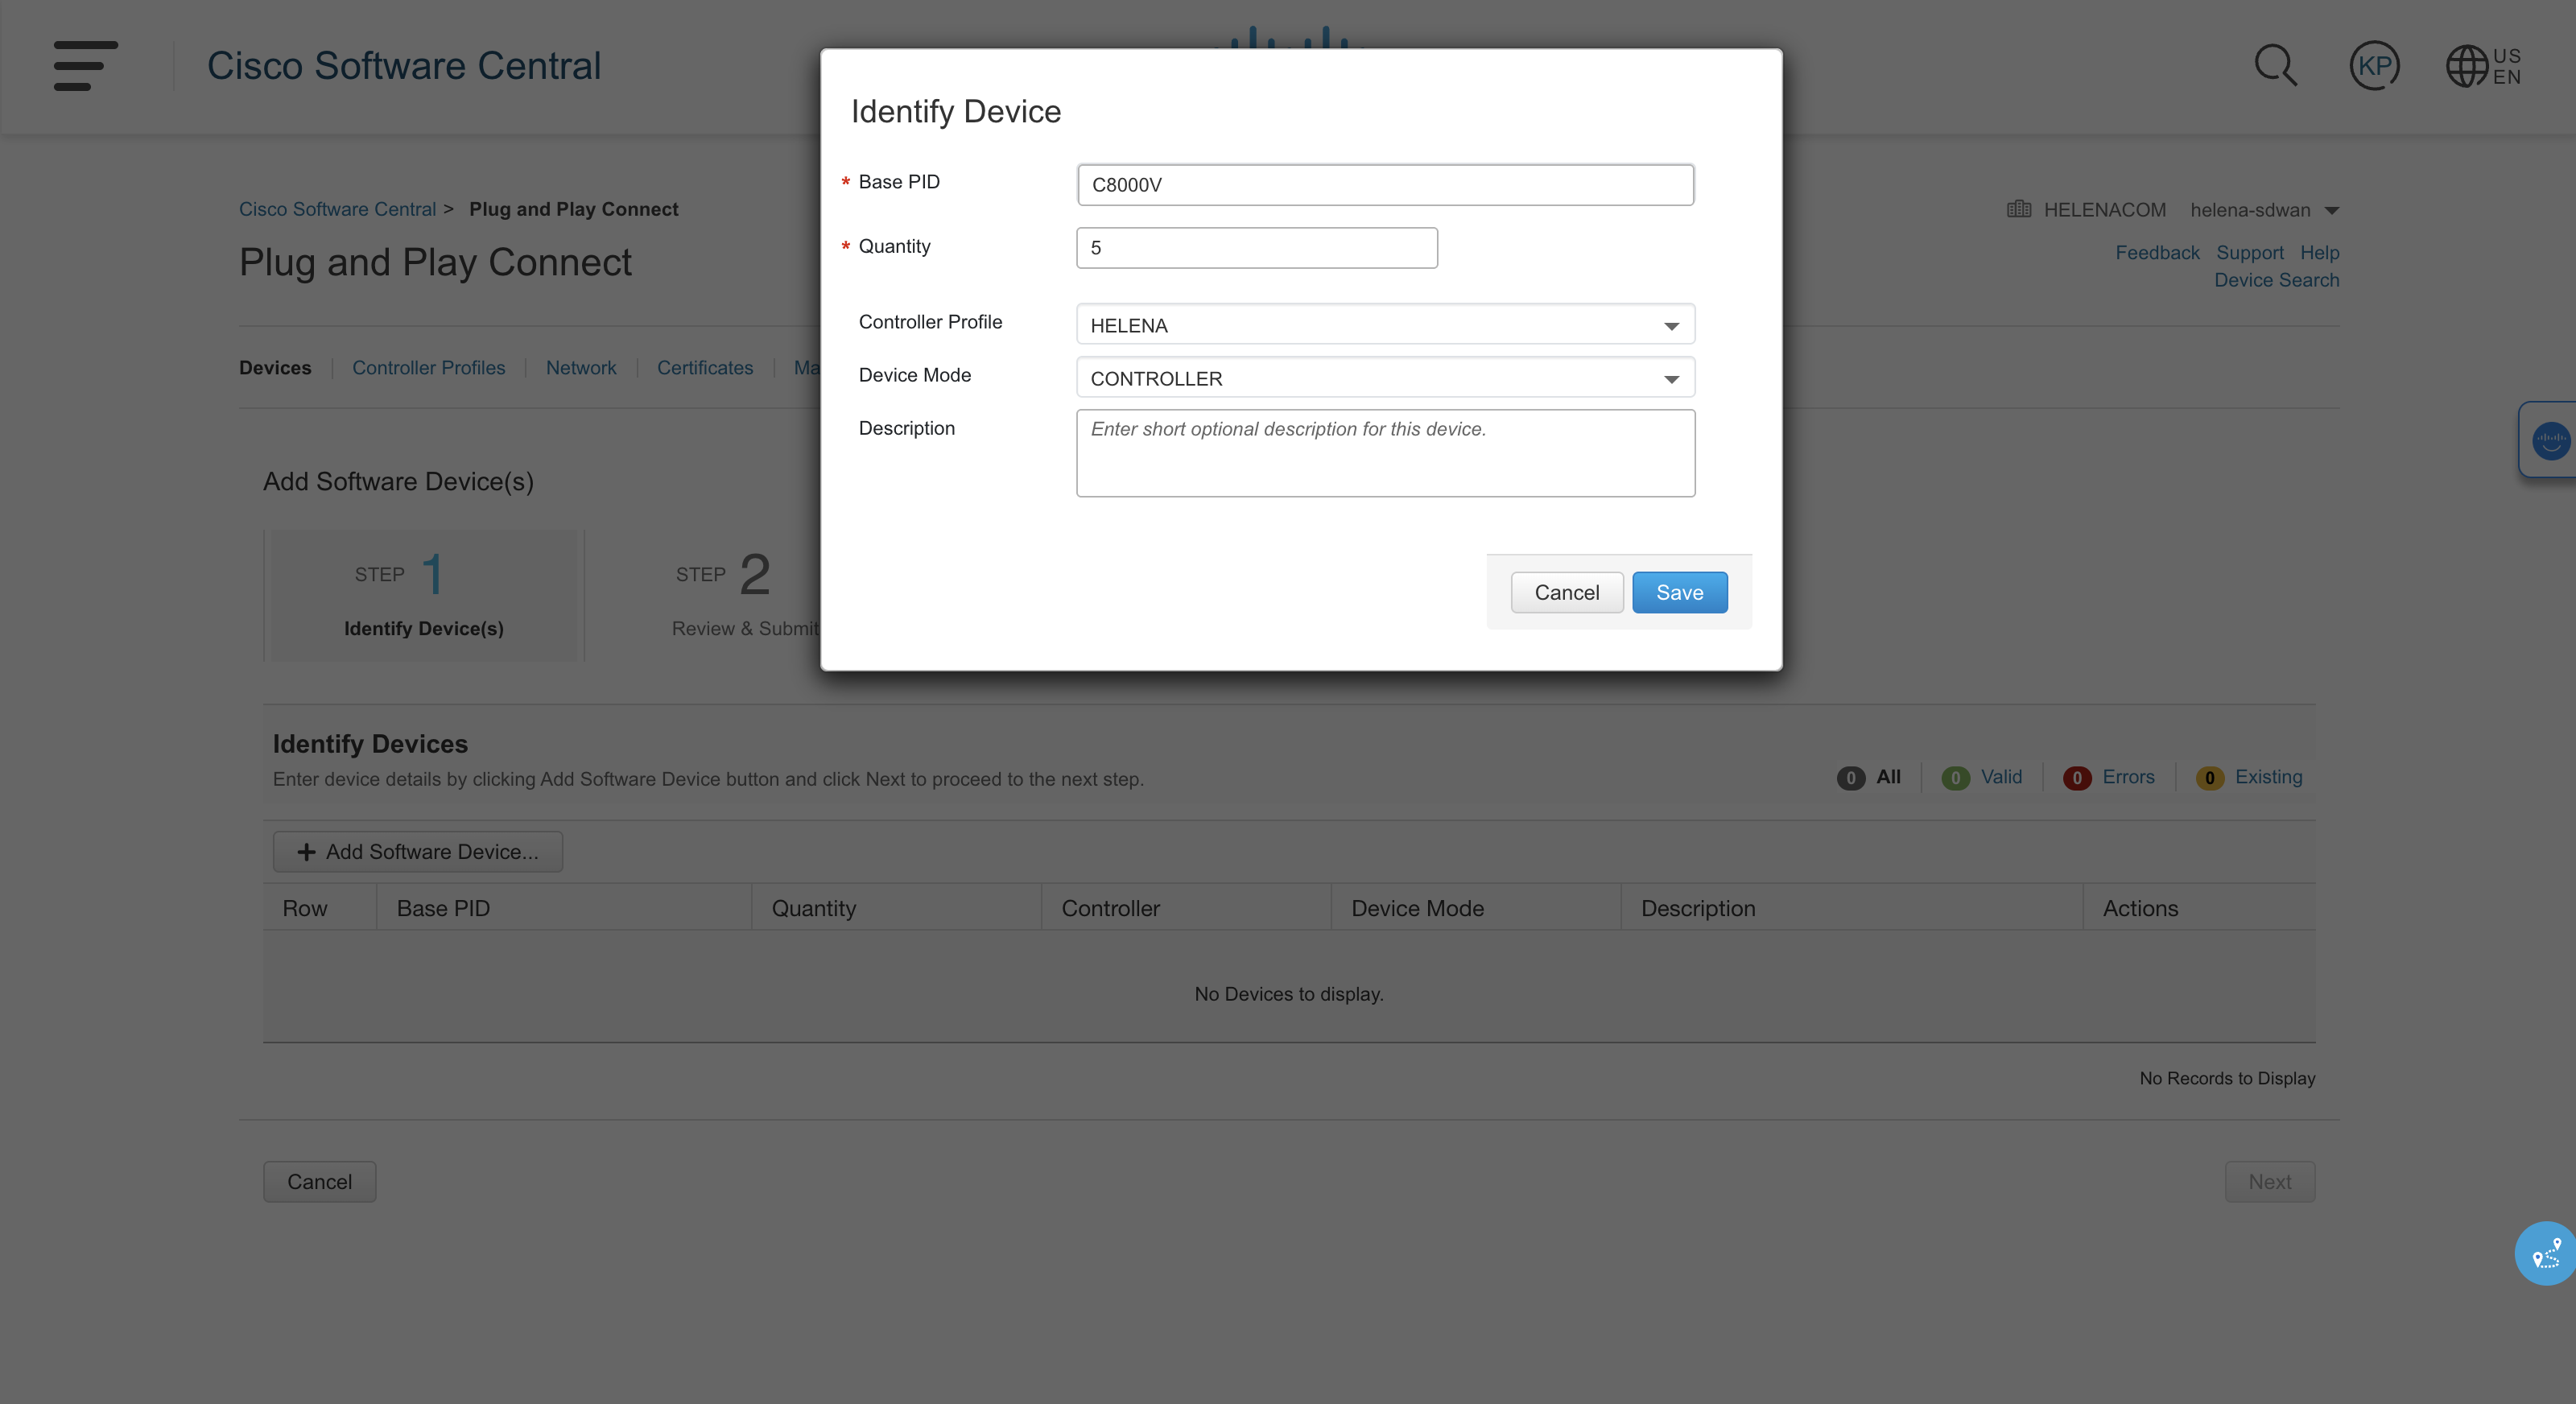 Cisco Software Central
KP
US
EN
Identify Device
* Base PID
C8000V
* Quantity
5
Controller Profile
HELENA
Device Mode
CONTROLLER
Description
Enter short optional description for this device.
Cancel
Save
Cisco Software Central > Plug and Play Connect
HELENACOM helena-sdwan
Plug and Play Connect
Feedback Support Help
Device Search
Devices Controller Profiles Network Certificates Ma
Add Software Device(s)
STEP 1
Identify Device(s)
STEP 2
Review & Submit
Identify Devices
Enter device details by clicking Add Software Device button and click Next to proceed to the next step.
0 All 0 Valid 0 Errors 0 Existing
+ Add Software Device...
Row Base PID Quantity Controller Device Mode Description Actions
No Devices to display.
No Records to Display
Cancel
Next